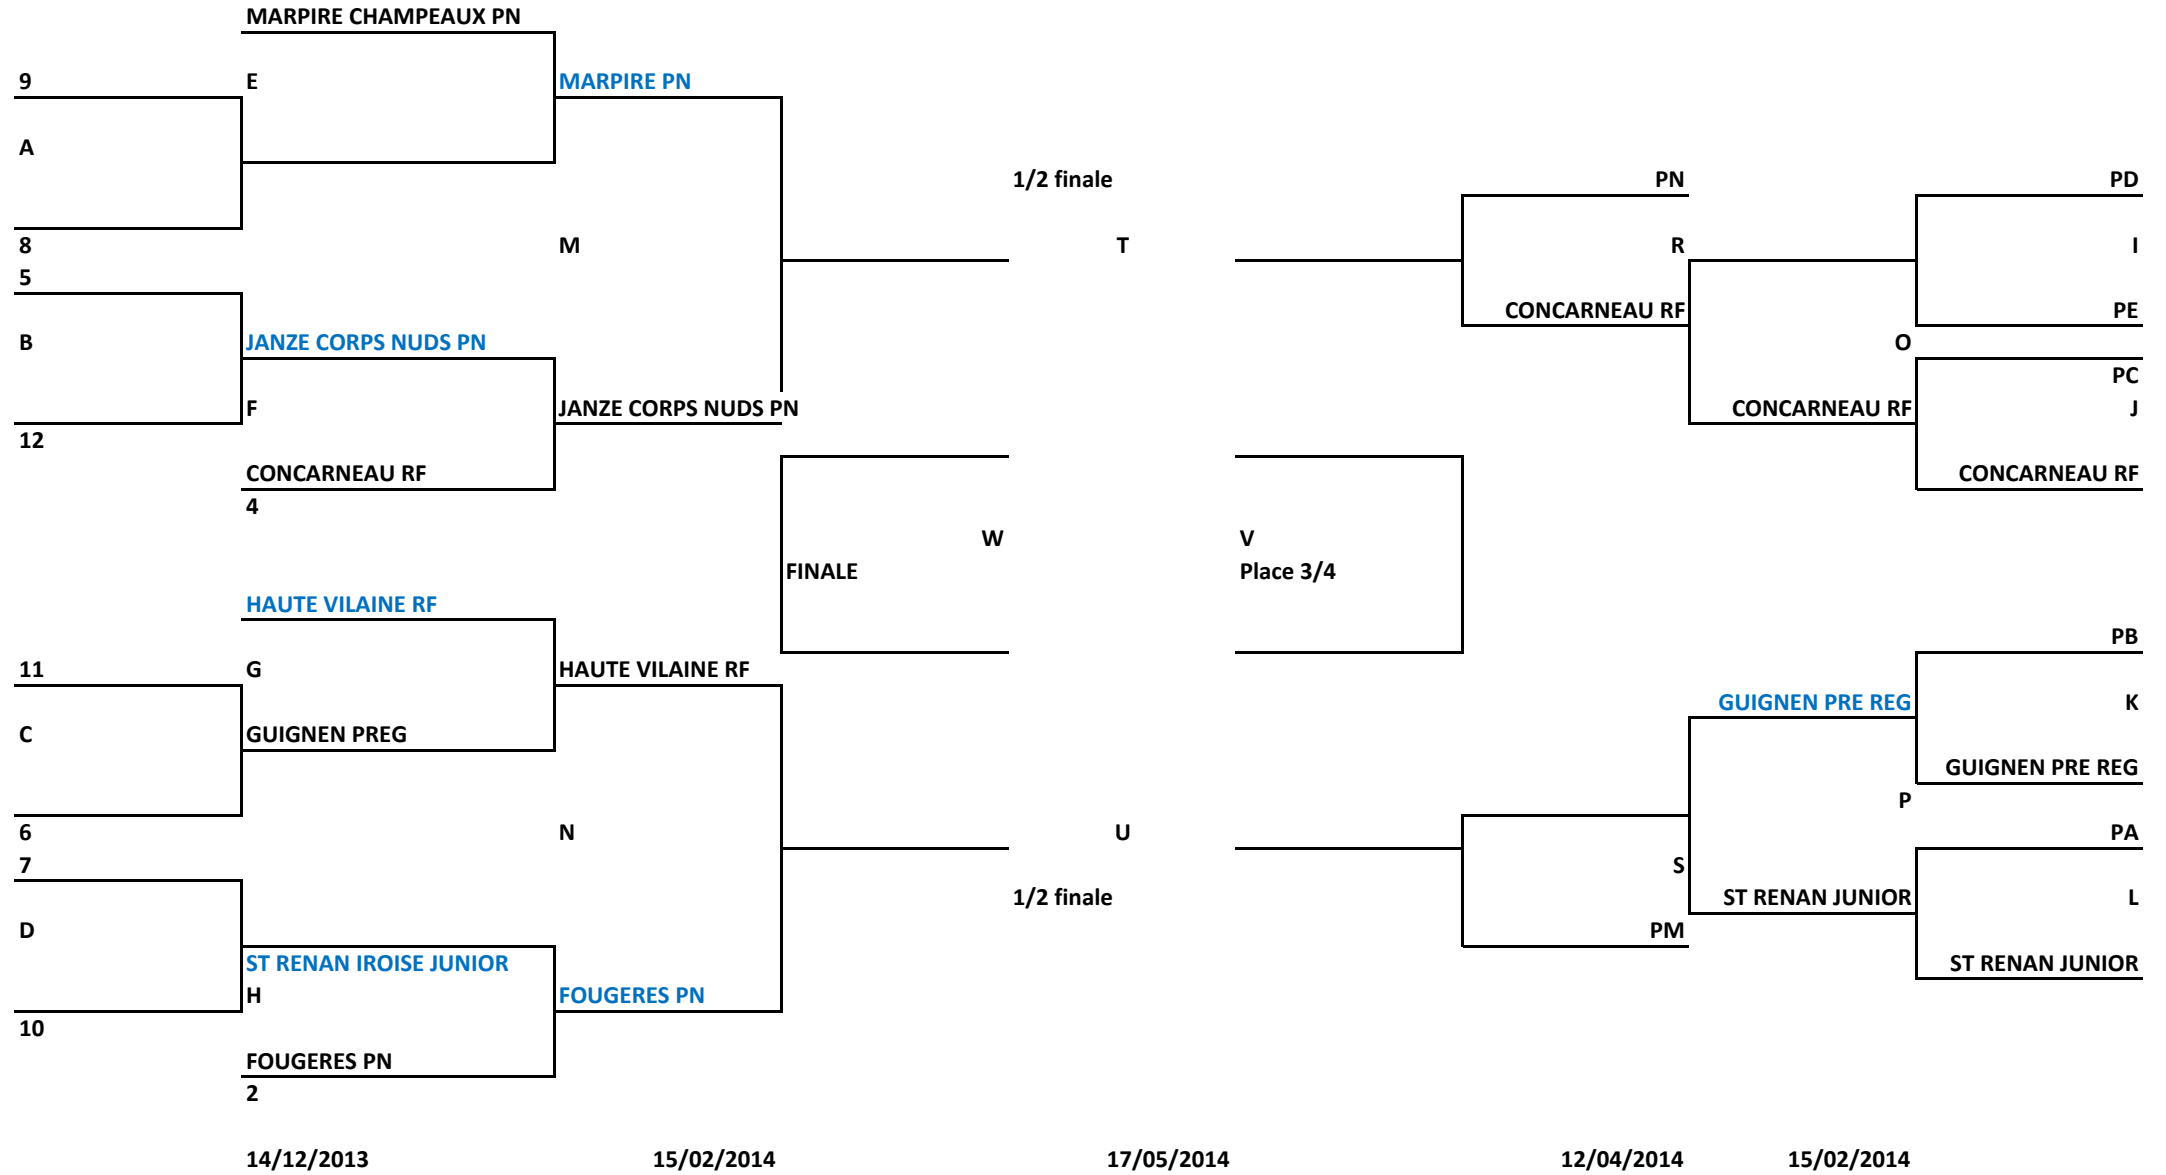 MARPIRE CHAMPEAUX PN
9 E MARPIRE PN
A
1/2 finale PN PD
8 M T R I
5
CONCARNEAU RF PE
B JANZE CORPS NUDS PN O
PC
F JANZE CORPS NUDS PN CONCARNEAU RF J
12
CONCARNEAU RF CONCARNEAU RF
4
W V
FINALE Place 3/4
HAUTE VILAINE RF
PB
11 G HAUTE VILAINE RF
GUIGNEN PRE REG K
C GUIGNEN PREG
GUIGNEN PRE REG
P
6 N U PA
7 S
1/2 finale ST RENAN JUNIOR L
D PM
ST RENAN IROISE JUNIOR ST RENAN JUNIOR
H FOUGERES PN
10
FOUGERES PN
2
14/12/2013 15/02/2014 17/05/2014 12/04/2014 15/02/2014